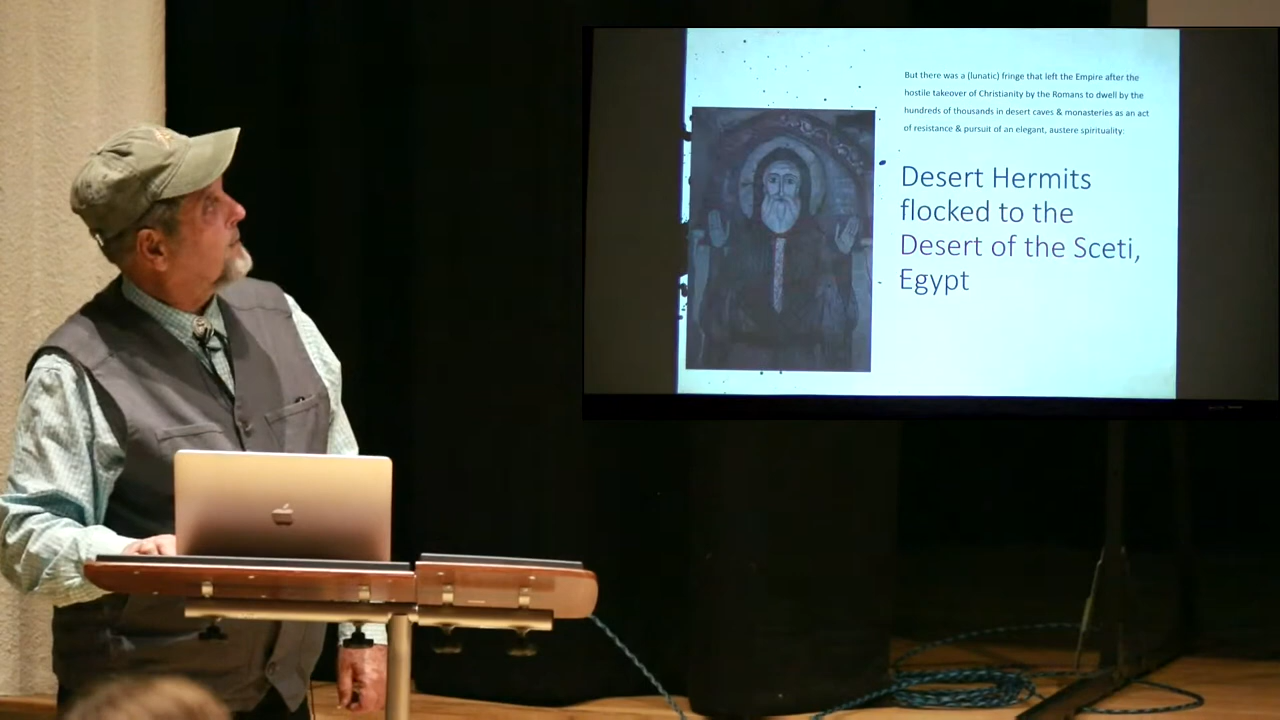 But there was a (lunatic) fringe that left the Empire after the
hostile takeover of Christianity by the Romans to dwell by the
hundreds of thousands in desert caves & monasteries as an act
of resistance & pursuit of an elegant, austere spirituality:
Desert Hermits
flocked to the
Desert of the Sceti,
Egypt